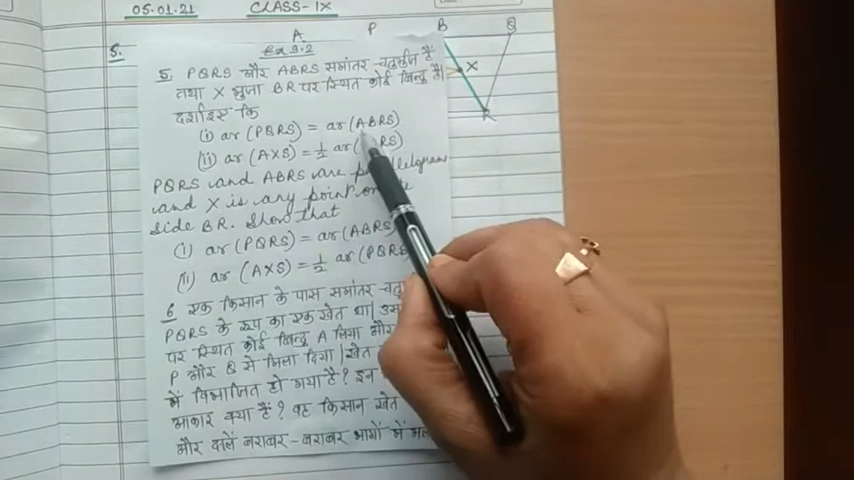 05.01.21 CLASS-IX
A P B Q
Ex 9.2
5.
5 PQRS और ABRS समांतर चतुर्भुज हैं
तथा X भुजा BR पर स्थित कोई बिन्दु है।
X
दर्शाइए कि
R
(i) ar (PQRS) = ar (ABRS)
(ii) ar (AXS) = 1/2 ar ( RS)
PQRS and ABRS are parallelograms
and X is any point on the
side BR. Show that
(i) ar (PQRS) = ar (ABRS)
(ii) ar (AXS) = 1/2 ar (PQRS
6 एक किसान के पास समांतर
PQRS के रूप का एक खेत था। उस
पर स्थित कोई बिन्दु A लिया और
P और Q से मिला दिया। खेत
में विभाजित हो गया है? इन
आकार क्या हैं? वह किसान खेत
और दालें बराबर-बराबर भागों में